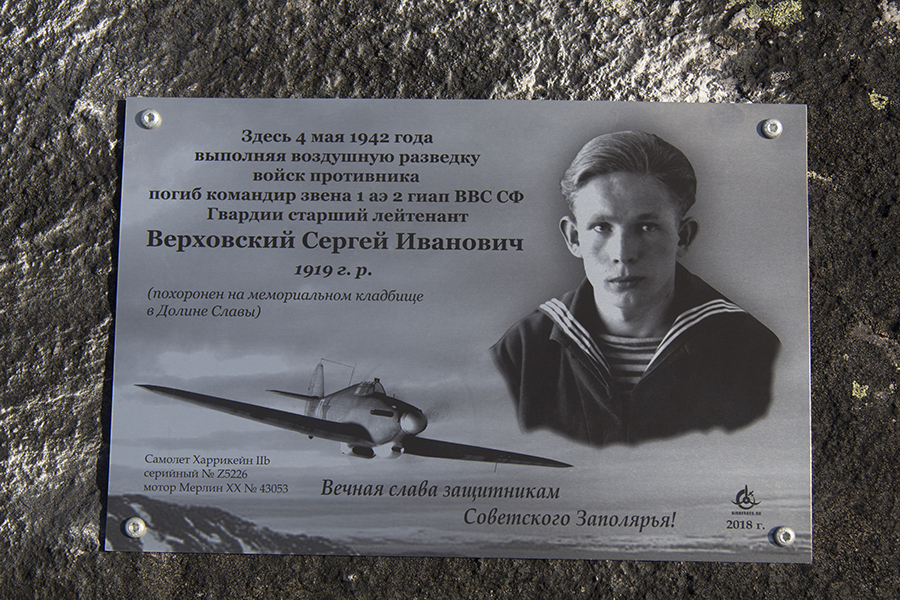 Здесь 4 мая 1942 года
выполняя воздушную разведку
войск противника
погиб командир звена 1 аэ 2 гиап ВВС СФ
Гвардии старший лейтенант
Верховский Сергей Иванович
1919 г. р.
(похоронен на мемориальном кладбище
в Долине Славы)
Самолет Харрикейн IIb
серийный № Z5226
мотор Мерлин XX № 43053
Вечная слава защитникам
Советского Заполярья!
2018 г.